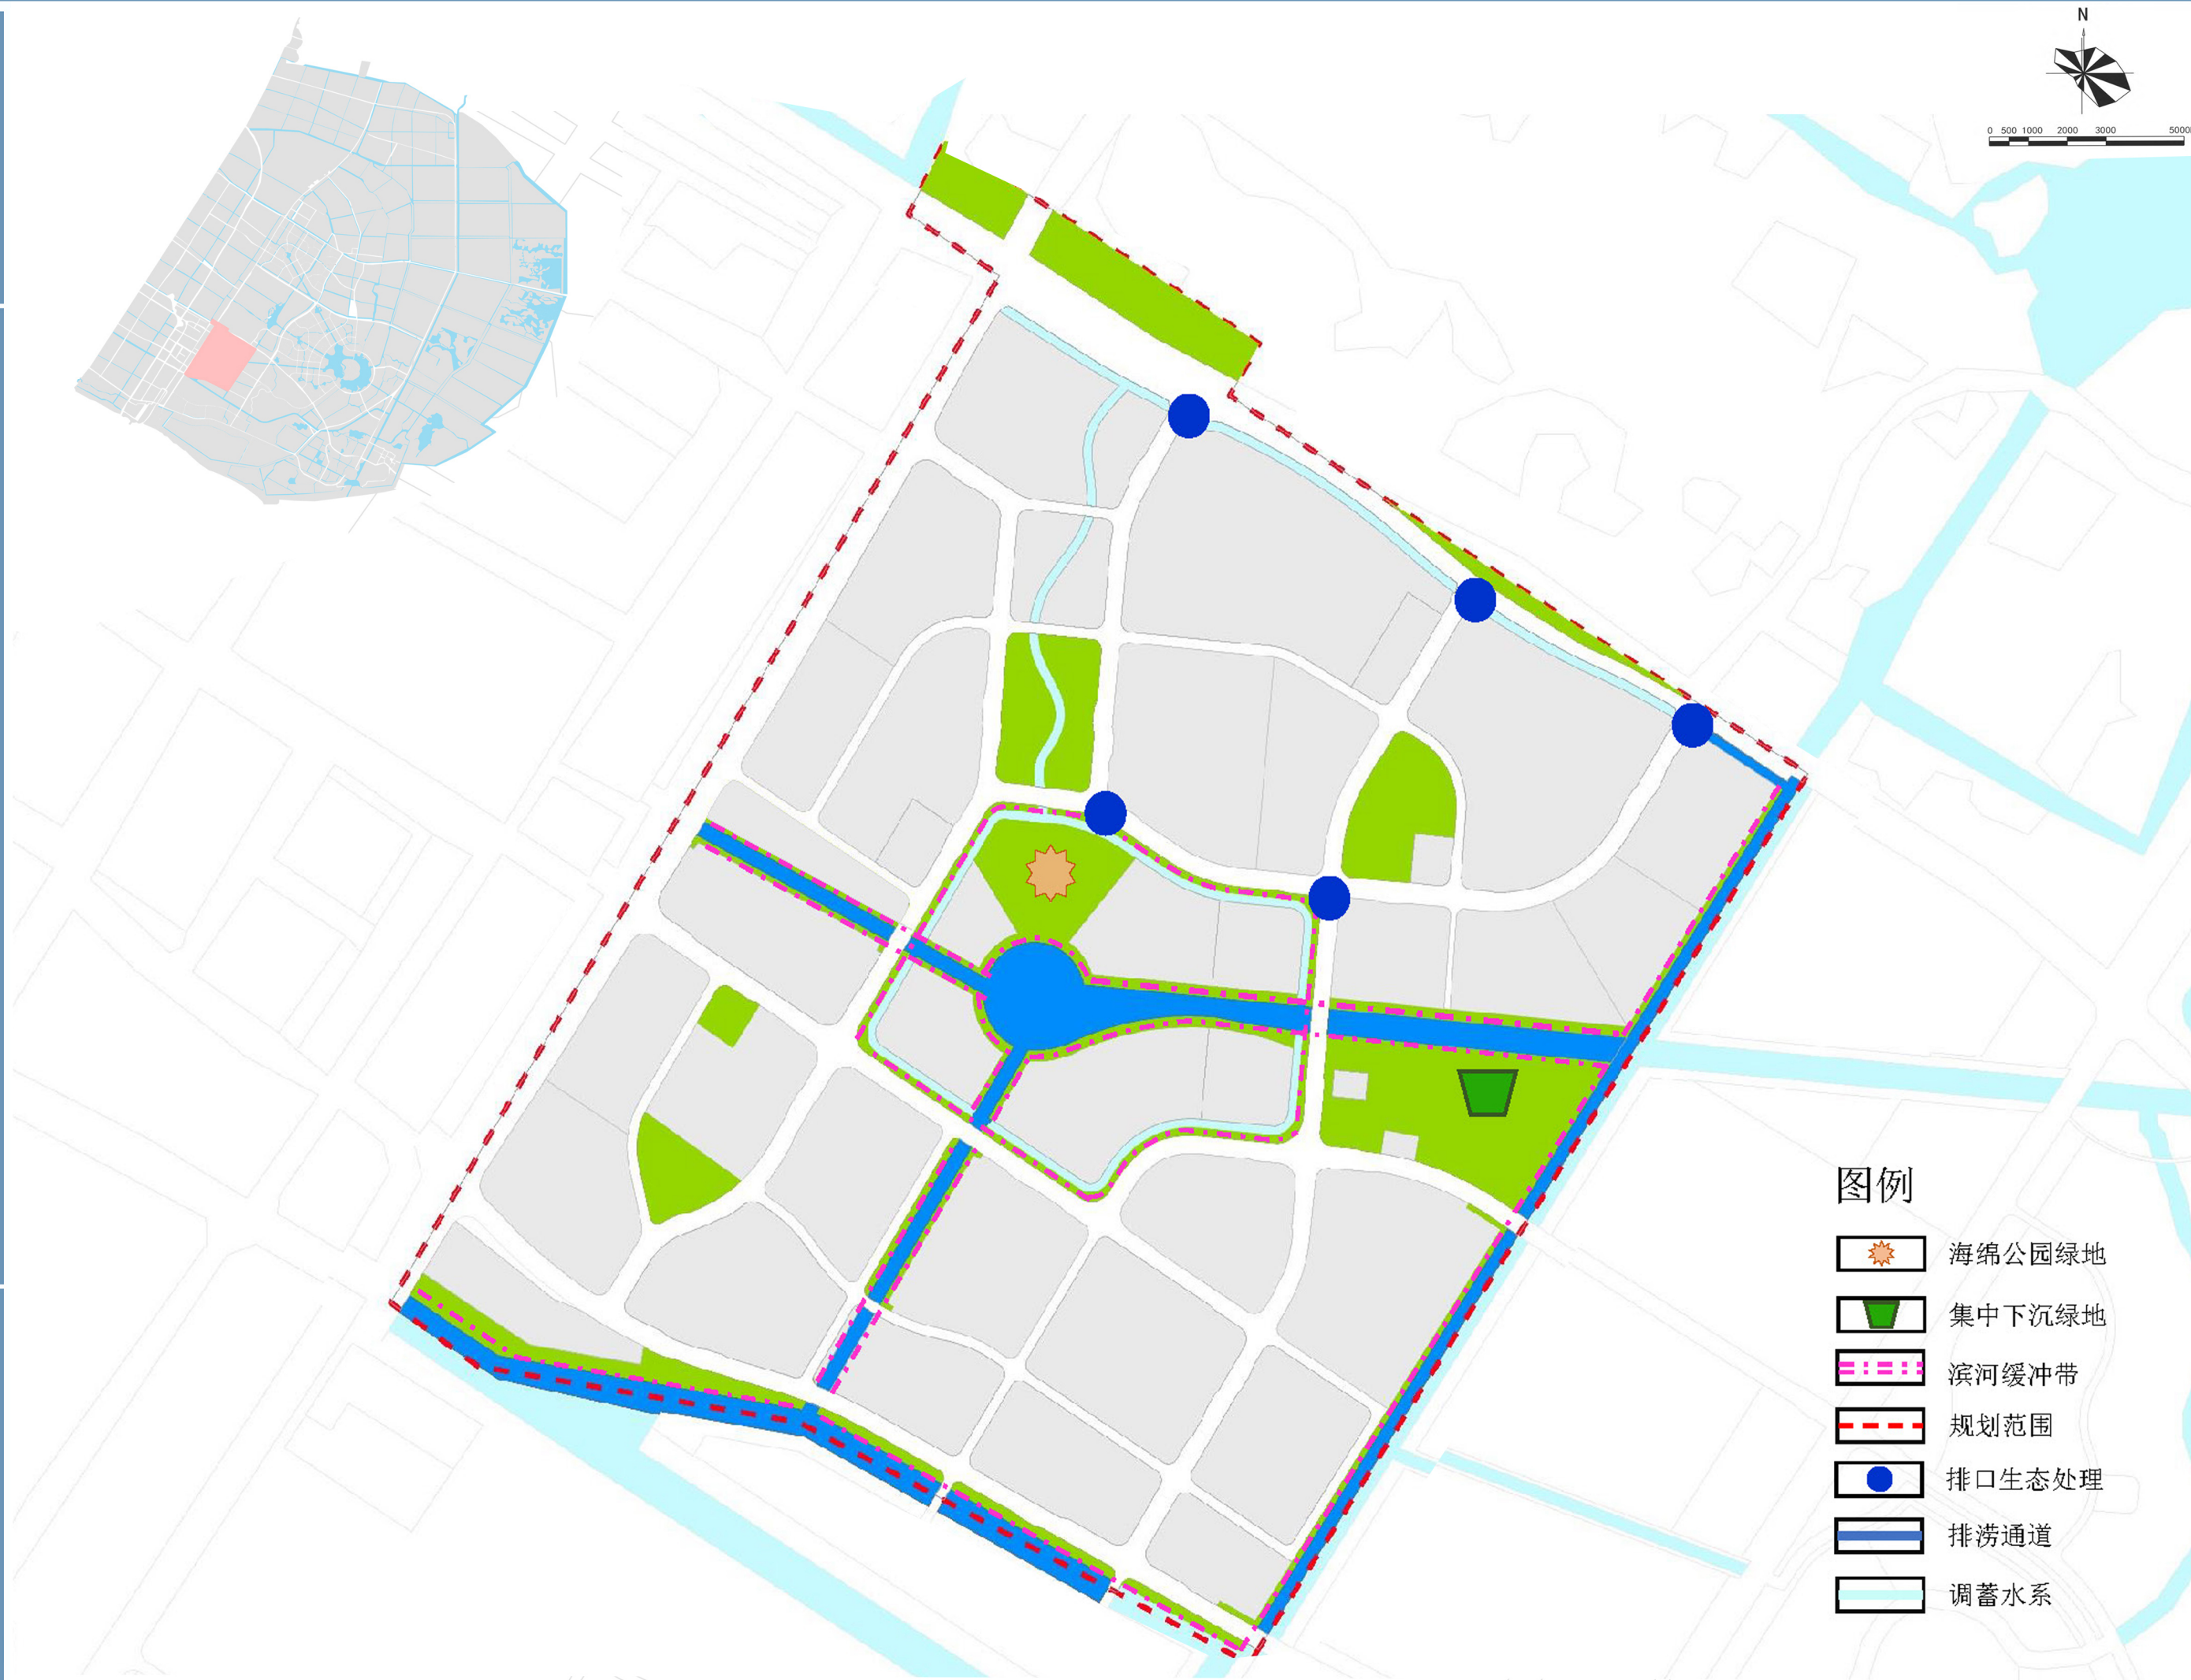 N
0 500 1000 2000 3000 5000
图例
海绵公园绿地
集中下沉绿地
滨河缓冲带
规划范围
排口生态处理
排涝通道
调蓄水系